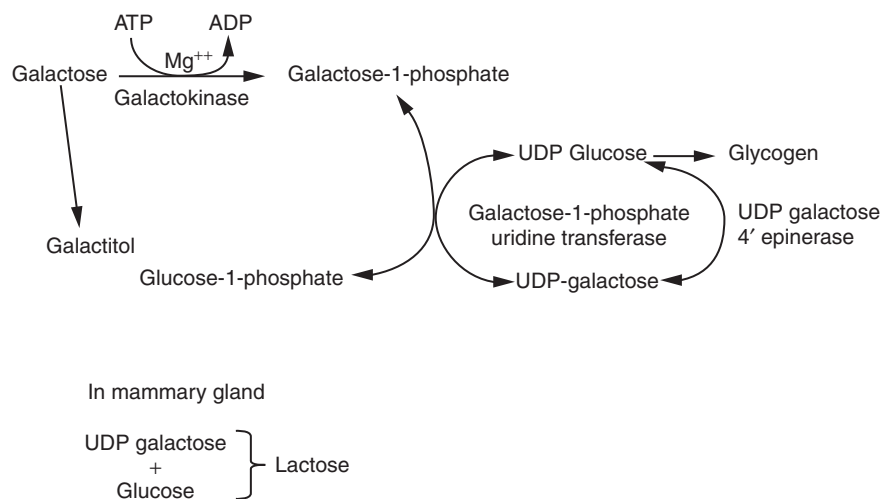 ATP
ADP
Mg++
Galactose
Galactokinase
Galactose-1-phosphate
UDP Glucose
Glycogen
Galactose-1-phosphate
uridine transferase
UDP galactose
4′ epinerase
Galactitol
Glucose-1-phosphate
UDP-galactose
In mammary gland
UDP galactose
+
Glucose
Lactose